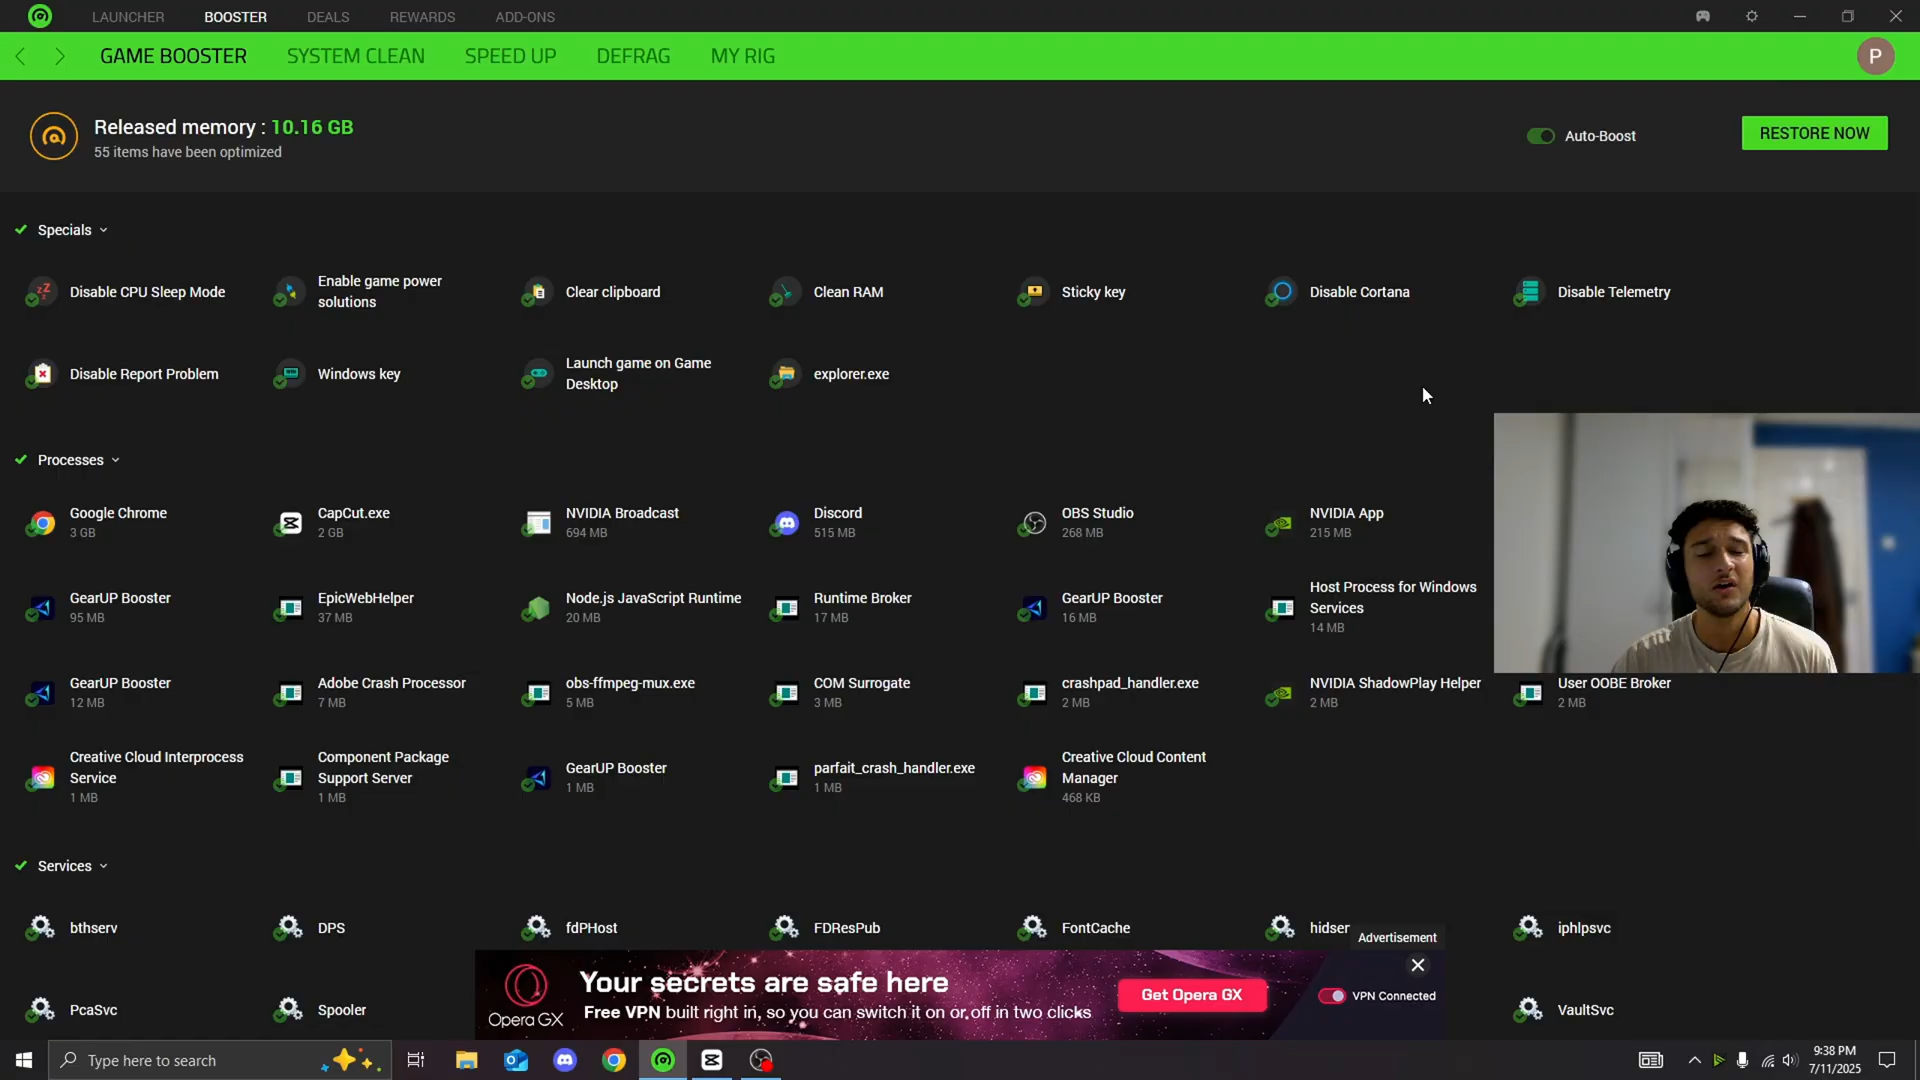 LAUNCHER
BOOSTER
DEALS
REWARDS
ADD-ONS
GAME BOOSTER
SYSTEM CLEAN
SPEED UP
DEFRAG
MY RIG
P
Released memory : 10.16 GB
55 items have been optimized
Auto-Boost
RESTORE NOW
Specials
Disable CPU Sleep Mode
Enable game power
solutions
Clear clipboard
Clean RAM
Sticky key
Disable Cortana
Disable Telemetry
Disable Report Problem
Windows key
Launch game on Game
Desktop
explorer.exe
Processes
Google Chrome
3 GB
CapCut.exe
2 GB
NVIDIA Broadcast
694 MB
Discord
515 MB
OBS Studio
268 MB
NVIDIA App
215 MB
GearUP Booster
95 MB
EpicWebHelper
37 MB
Node.js JavaScript Runtime
20 MB
Runtime Broker
17 MB
GearUP Booster
16 MB
Host Process for Windows
Services
14 MB
GearUP Booster
12 MB
Adobe Crash Processor
7 MB
obs-ffmpeg-mux.exe
5 MB
COM Surrogate
3 MB
crashpad_handler.exe
2 MB
NVIDIA ShadowPlay Helper
2 MB
User OOBE Broker
2 MB
Creative Cloud Interprocess
Service
1 MB
Component Package
Support Server
1 MB
GearUP Booster
1 MB
parfait_crash_handler.exe
1 MB
Creative Cloud Content
Manager
468 KB
Services
bthserv
DPS
fdPHost
FDResPub
FontCache
hidser
iphlpsvc
Advertisement
PcaSvc
Spooler
VaultSvc
Opera GX
Your secrets are safe here
Free VPN built right in, so you can switch it on or off in two clicks
Get Opera GX
VPN Connected
Type here to search
9:38 PM
7/11/2025